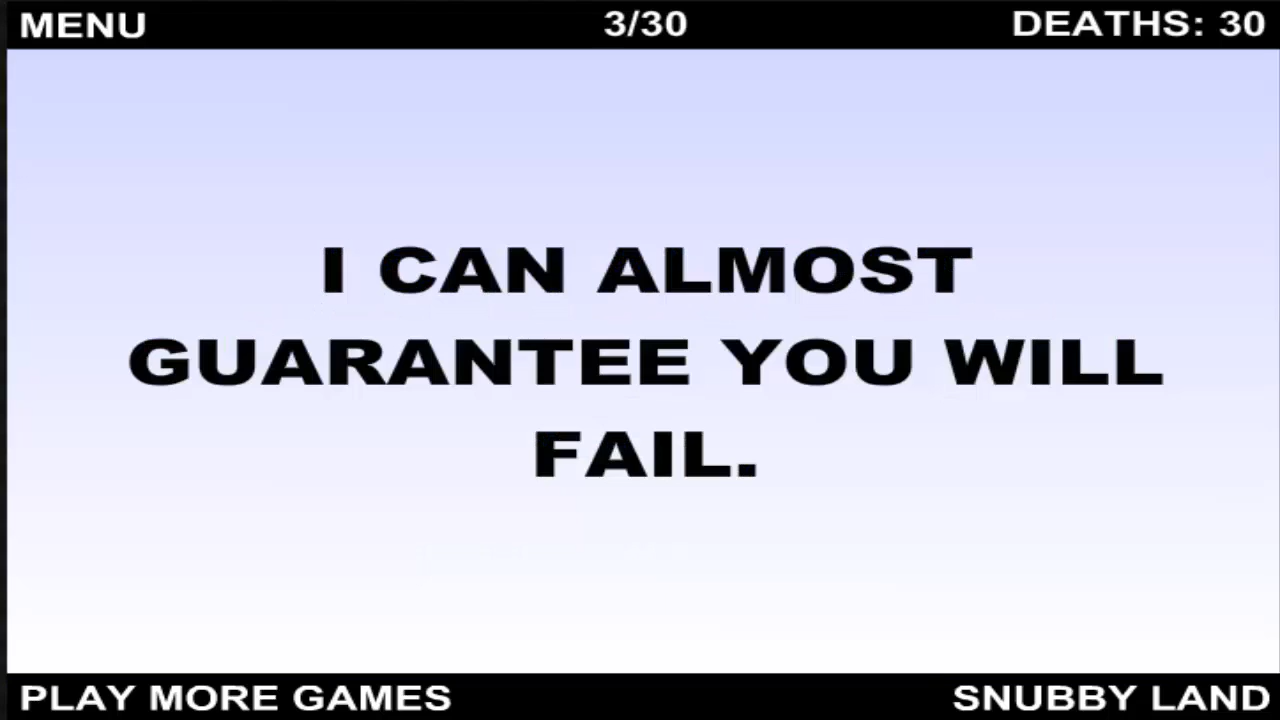 MENU 3/30 DEATHS: 30
I CAN ALMOST
GUARANTEE YOU WILL
FAIL.
PLAY MORE GAMES SNUBBY LAND